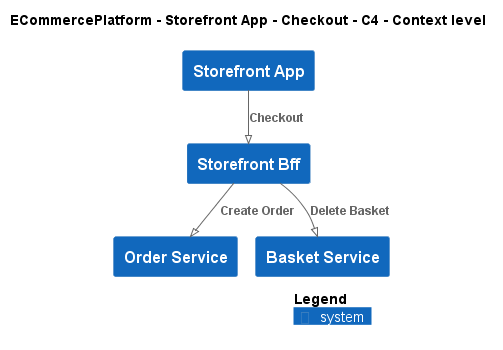 ECommercePlatform - Storefront App - Checkout - C4 - Context level
Storefront App
Checkout
Storefront Bff
Create Order
Delete Basket
Order Service
Basket Service
Legend
system